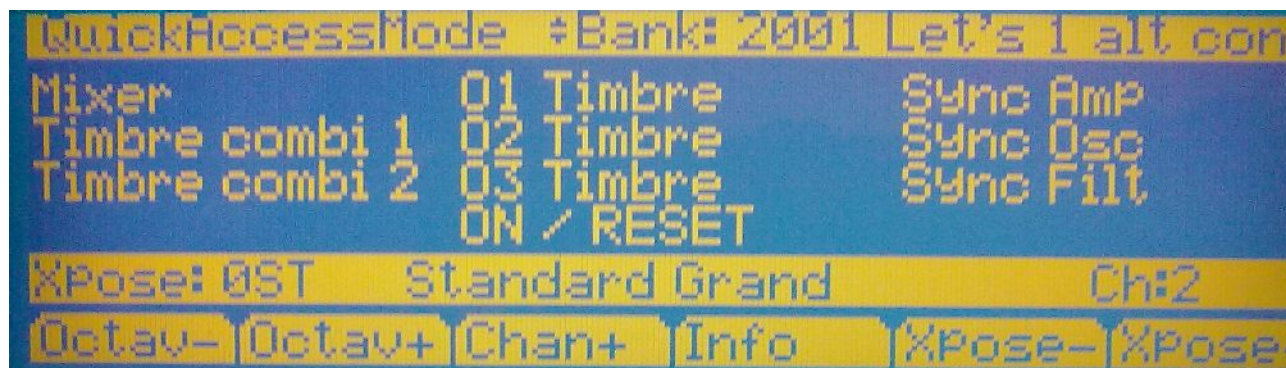 QuickAccessMode ÷Bank: 2001 Let's 1 alt con
Mixer 01 Timbre Sync Amp
Timbre combi 1 02 Timbre Sync Osc
Timbre combi 2 03 Timbre Sync Filt
ON / RESET
Xpose: 0ST Standard Grand Ch:2
Octav- Octav+ Chan+ Info Xpose- Xpose